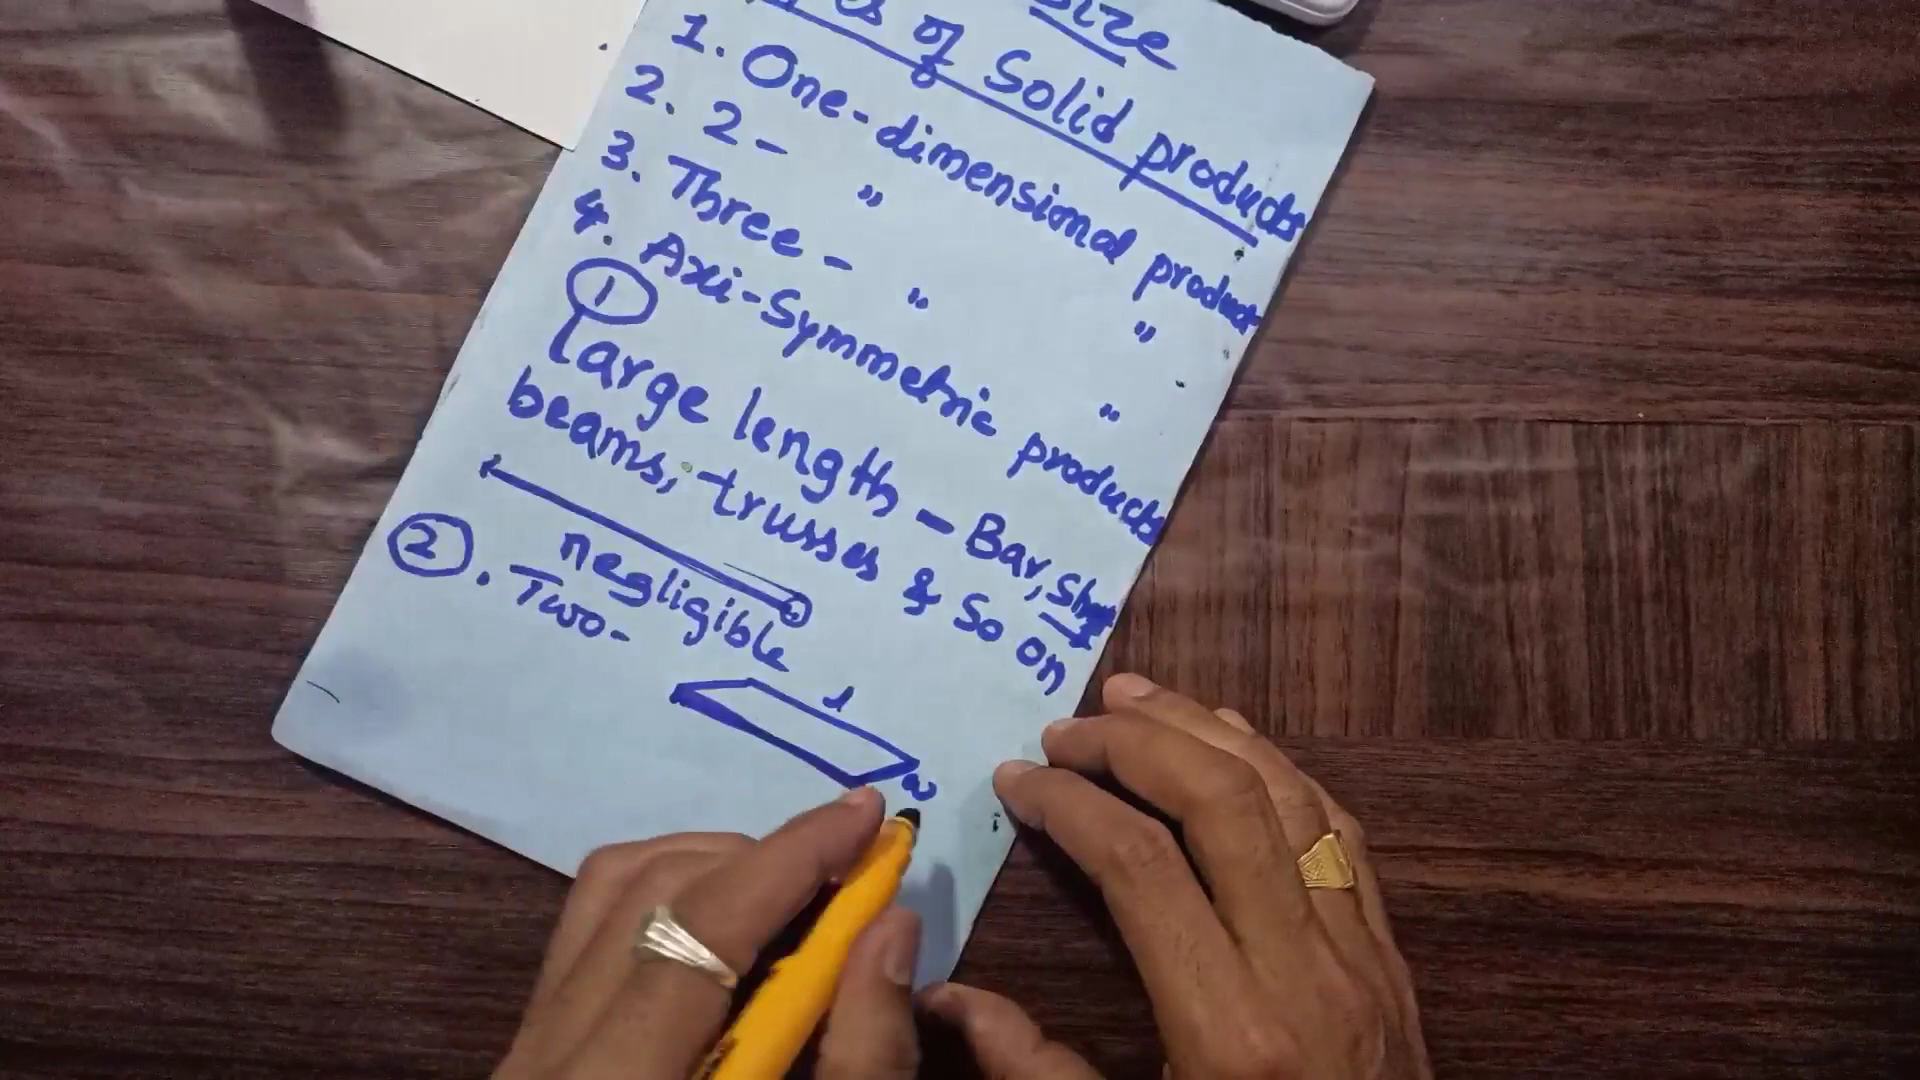 Size
of Solid products
1. One-dimensional product
2. 2- " "
3. Three - " "
4. Axi-Symmetric products
1
large length - Bar,
beams, trusses & So on
negligible
2. Two-
l
w